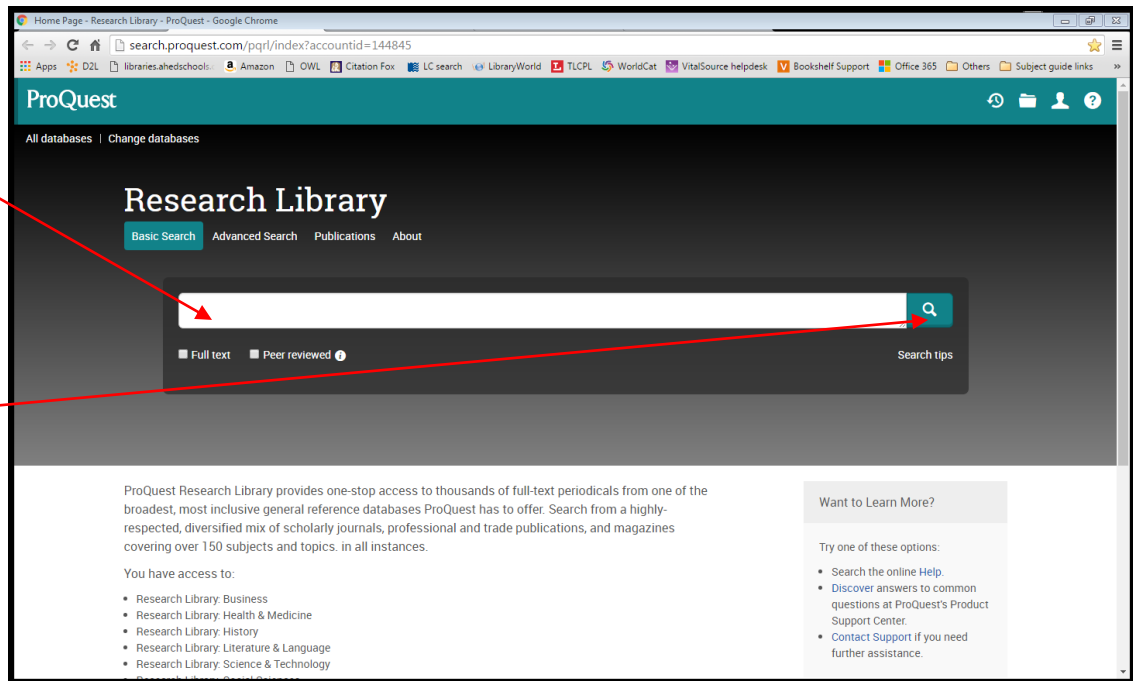 Home Page - Research Library - ProQuest - Google Chrome
search.proquest.com/pqrl/index?accountid=144845
Apps D2L libraries.ahedschools... Amazon OWL Citation Fox LC search LibraryWorld TLCPL WorldCat VitalSource helpdesk Bookshelf Support Office 365 Others Subject guide links »
ProQuest
All databases | Change databases
Research Library
Basic Search Advanced Search Publications About
Full text Peer reviewed
Search tips
ProQuest Research Library provides one-stop access to thousands of full-text periodicals from one of the
broadest, most inclusive general reference databases ProQuest has to offer. Search from a highly-
respected, diversified mix of scholarly journals, professional and trade publications, and magazines
covering over 150 subjects and topics. in all instances.
You have access to:
• Research Library: Business
• Research Library: Health & Medicine
• Research Library: History
• Research Library: Literature & Language
• Research Library: Science & Technology
• Research Library: Social Sciences
Want to Learn More?
Try one of these options:
• Search the online Help.
• Discover answers to common
questions at ProQuest's Product
Support Center.
• Contact Support if you need
further assistance.